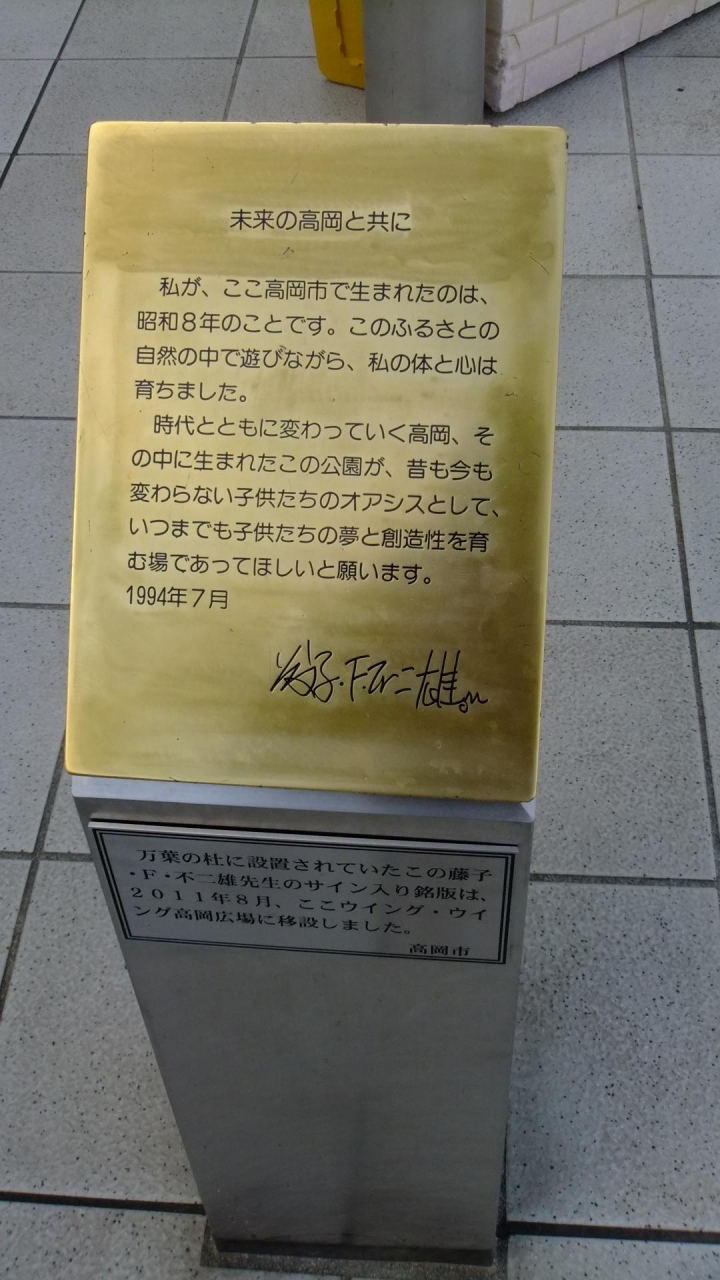 未来の高岡と共に
私が、ここ高岡市で生まれたのは、
昭和８年のことです。このふるさとの
自然の中で遊びながら、私の体と心は
育ちました。
時代とともに変わっていく高岡、そ
の中に生まれたこの公園が、昔も今も
変わらない子供たちのオアシスとして、
いつまでも子供たちの夢と創造性を育
む場であってほしいと願います。
1994年７月
藤子・F・不二雄
万葉の杜に設置されていたこの藤子
・Ｆ・不二雄先生のサイン入り銘版は、
２０１１年８月、ここウイング・ウイ
ング高岡広場に移設しました。
高岡市